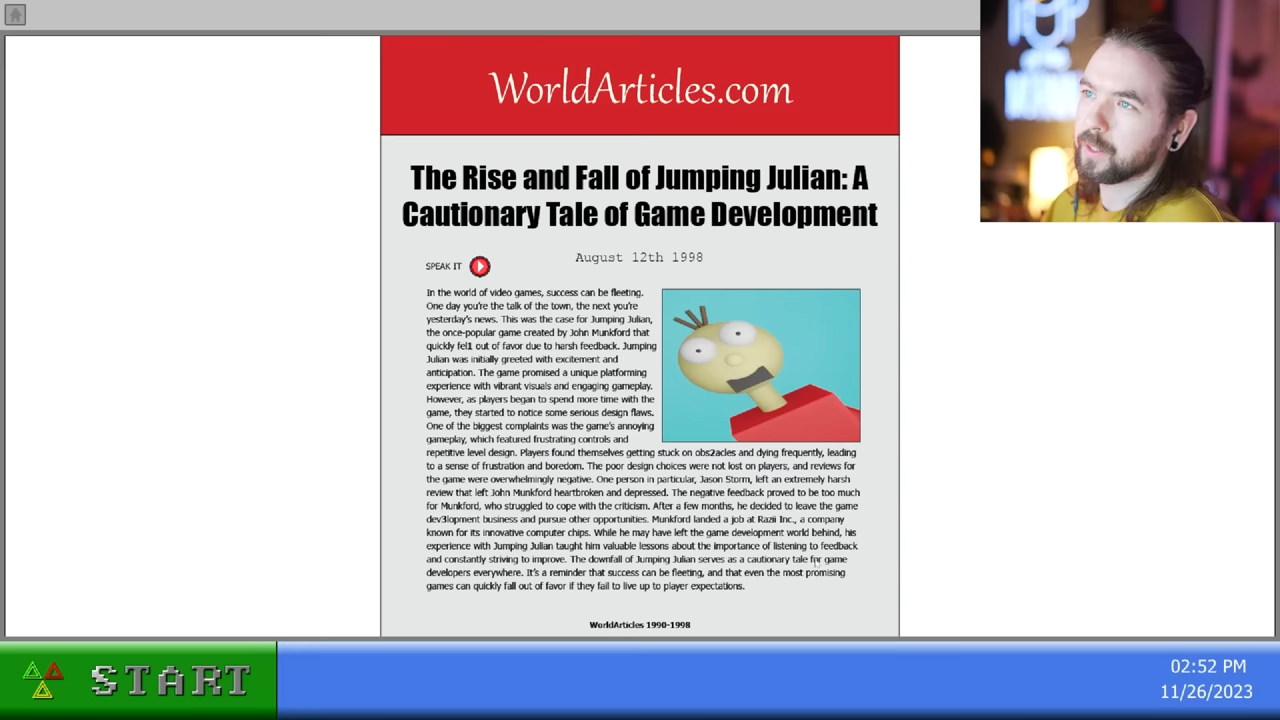 WorldArticles.com
The Rise and Fall of Jumping Julian: A
Cautionary Tale of Game Development
August 12th 1998
SPEAK IT
In the world of video games, success can be fleeting.
One day you're the talk of the town, the next you're
yesterday's news. This was the case for Jumping Julian,
the once-popular game created by John Munkford that
quickly fel1 out of favor due to harsh feedback. Jumping
Julian was initially greeted with excitement and
anticipation. The game promised a unique platforming
experience with vibrant visuals and engaging gameplay.
However, as players began to spend more time with the
game, they started to notice some serious design flaws.
One of the biggest complaints was the game's annoying
gameplay, which featured frustrating controls and
repetitive level design. Players found themselves getting stuck on obs2acles and dying frequently, leading
to a sense of frustration and boredom. The poor design choices were not lost on players, and reviews for
the game were overwhelmingly negative. One person in particular, Jason Storm, left an extremely harsh
review that left John Munkford heartbroken and depressed. The negative feedback proved to be too much
for Munkford, who struggled to cope with the criticism. After a few months, he decided to leave the game
dev3lopment business and pursue other opportunities. Munkford landed a job at Razii Inc., a company
known for its innovative computer chips. While he may have left the game development world behind, his
experience with Jumping Julian taught him valuable lessons about the importance of listening to feedback
and constantly striving to improve. The downfall of Jumping Julian serves as a cautionary tale for game
developers everywhere. It's a reminder that success can be fleeting, and that even the most promising
games can quickly fall out of favor if they fail to live up to player expectations.
WorldArticles 1990-1998
START
02:52 PM
11/26/2023